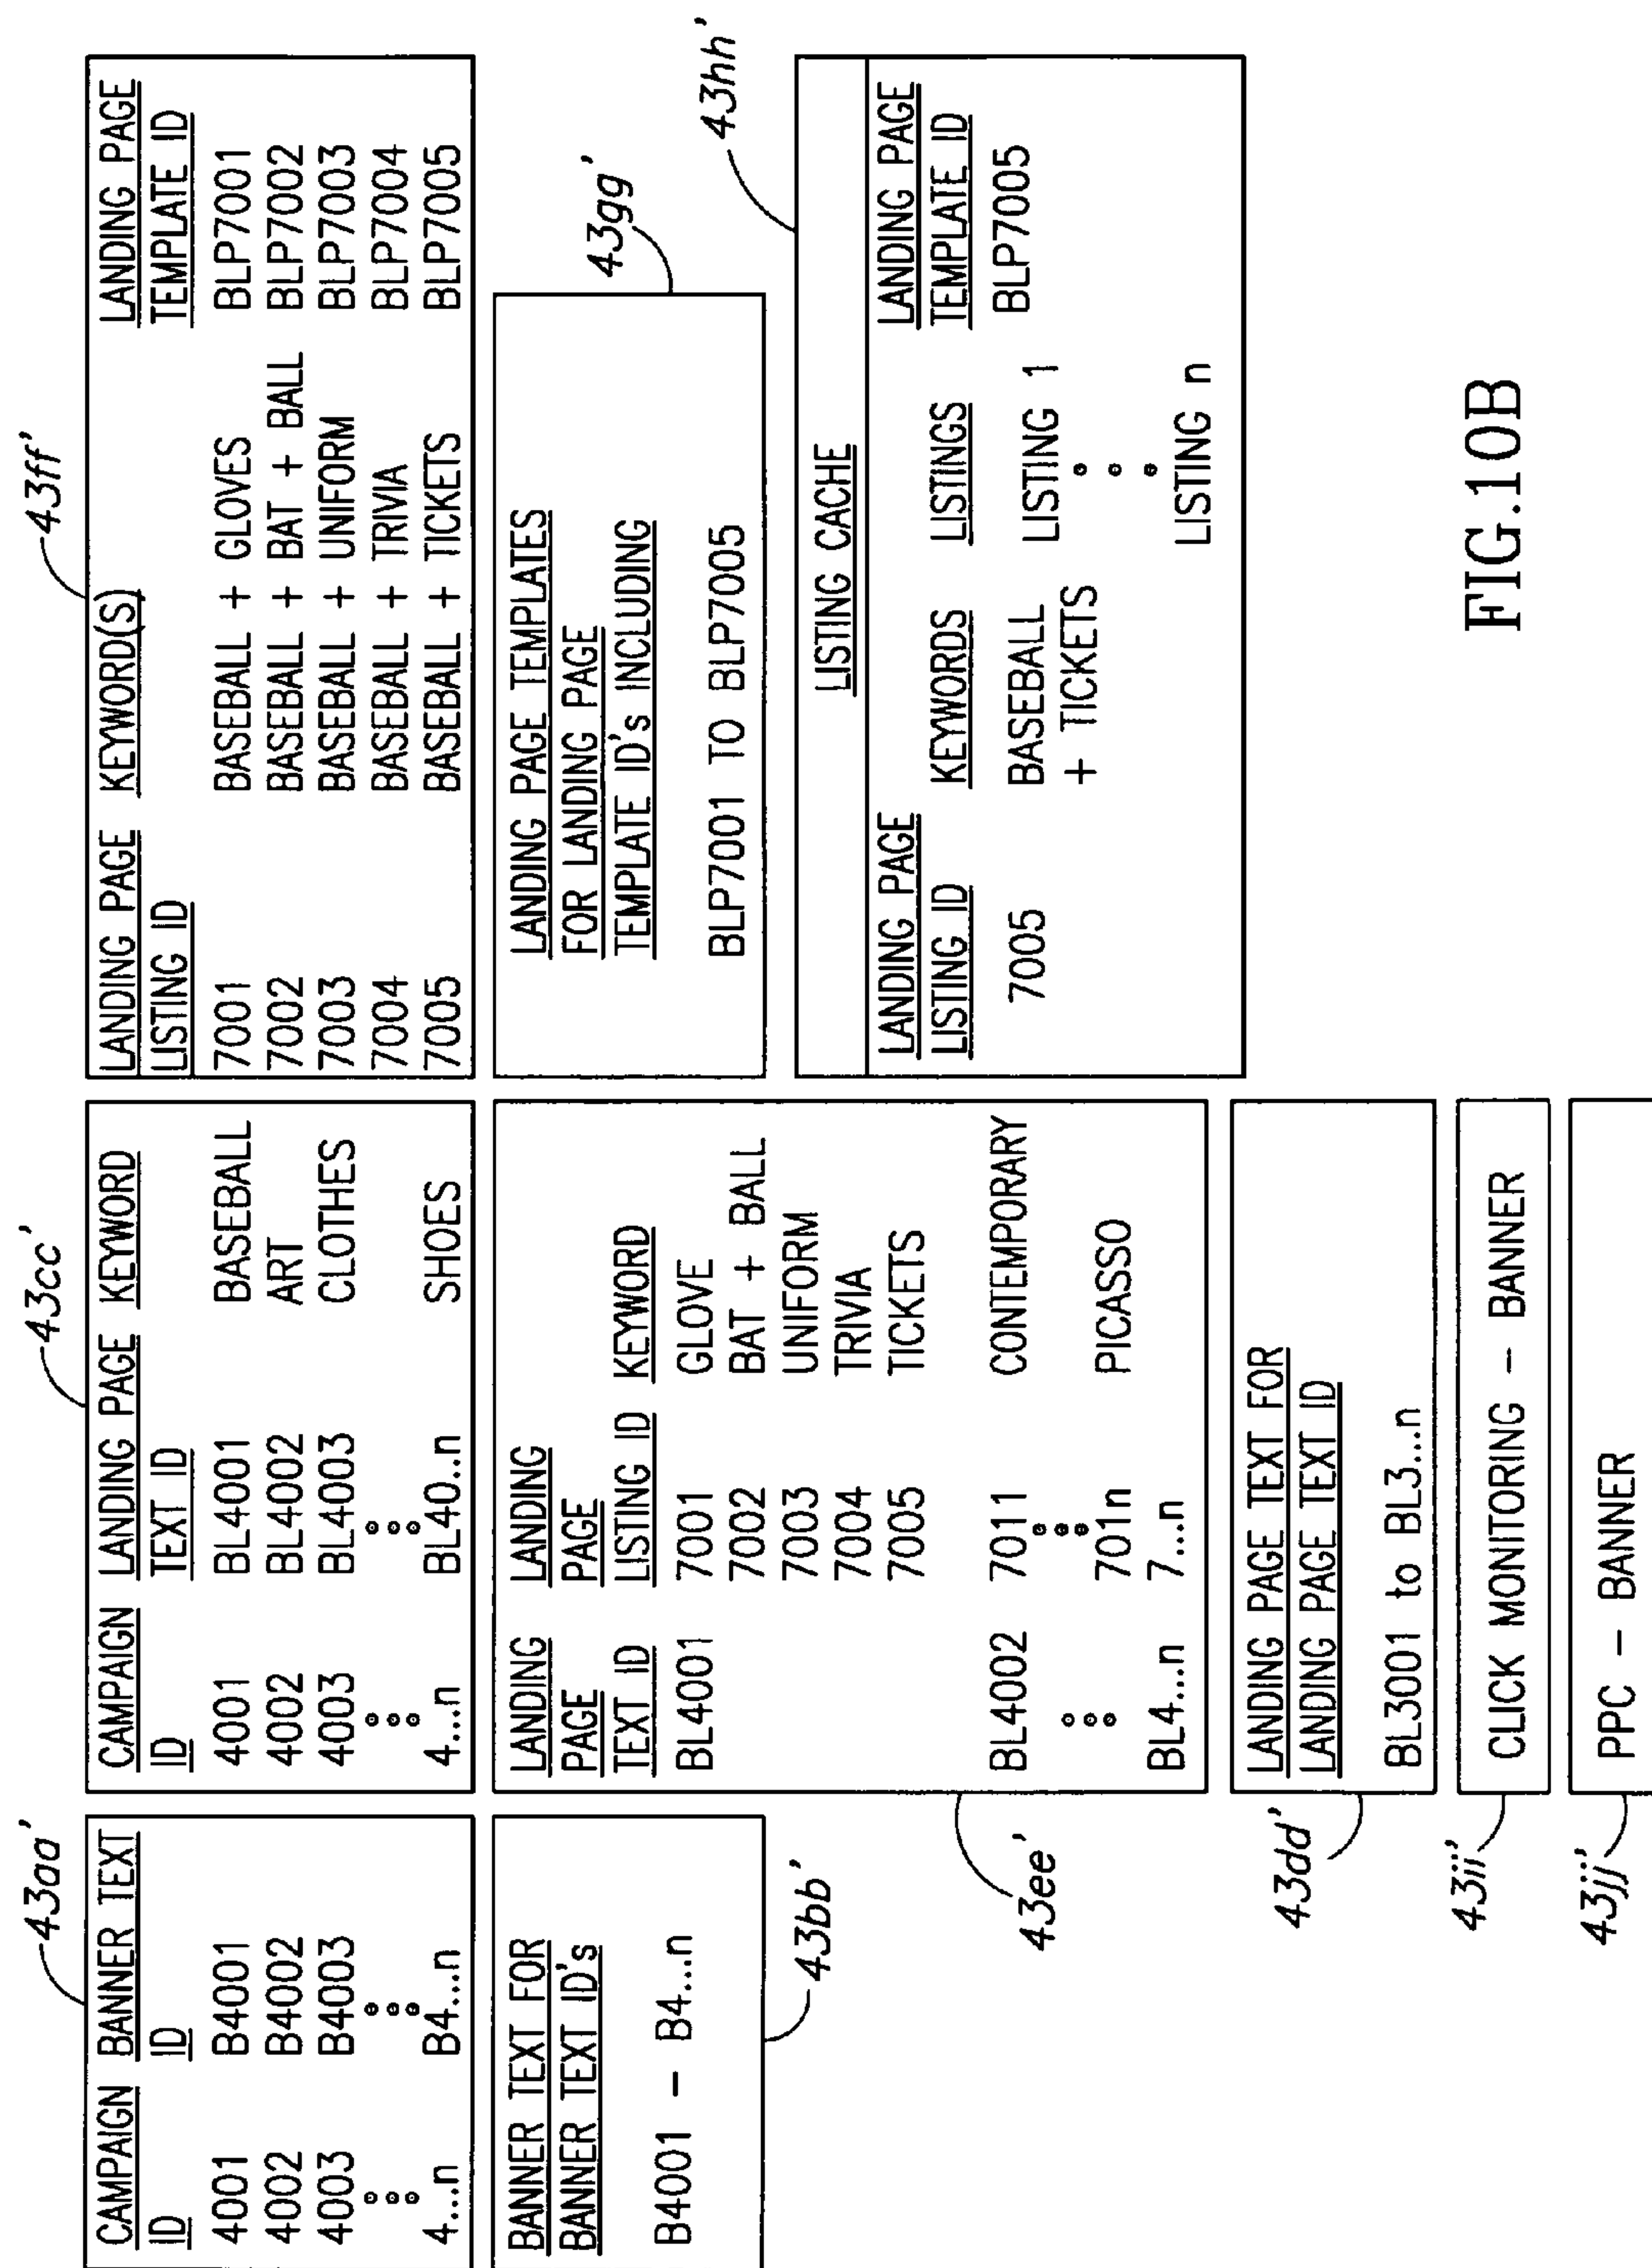 43aa'
CAMPAIGN BANNER TEXT
ID ID
4001 B4001
4002 B4002
4003 B4003
4...n B4...n
BANNER TEXT FOR
BANNER TEXT ID's
B4001 – B4...n
43bb'
43cc'
CAMPAIGN LANDING PAGE KEYWORD
ID TEXT ID
4001 BL4001 BASEBALL
4002 BL4002 ART
4003 BL4003 CLOTHES
4...n BL40..n SHOES
LANDING LANDING
PAGE PAGE
TEXT ID LISTING ID KEYWORD
BL4001 7001 GLOVE
7002 BAT + BALL
7003 UNIFORM
7004 TRIVIA
7005 TICKETS
BL4002 7011 CONTEMPORARY
701n PICASSO
BL4...n 7...n
43ee'
LANDING PAGE TEXT FOR
LANDING PAGE TEXT ID
BL3001 to BL3...n
43dd'
CLICK MONITORING – BANNER
43ii'
PPC – BANNER
43jj'
43ff'
LANDING PAGE KEYWORD(S) LANDING PAGE
LISTING ID TEMPLATE ID
7001 BASEBALL + GLOVES BLP7001
7002 BASEBALL + BAT + BALL BLP7002
7003 BASEBALL + UNIFORM BLP7003
7004 BASEBALL + TRIVIA BLP7004
7005 BASEBALL + TICKETS BLP7005
LANDING PAGE TEMPLATES
FOR LANDING PAGE
TEMPLATE ID's INCLUDING
BLP7001 TO BLP7005
43gg'
43hh'
LISTING CACHE
LANDING PAGE LANDING PAGE
LISTING ID KEYWORDS LISTINGS TEMPLATE ID
7005 BASEBALL LISTING 1 BLP7005
+ TICKETS
LISTING n
FIG.10B